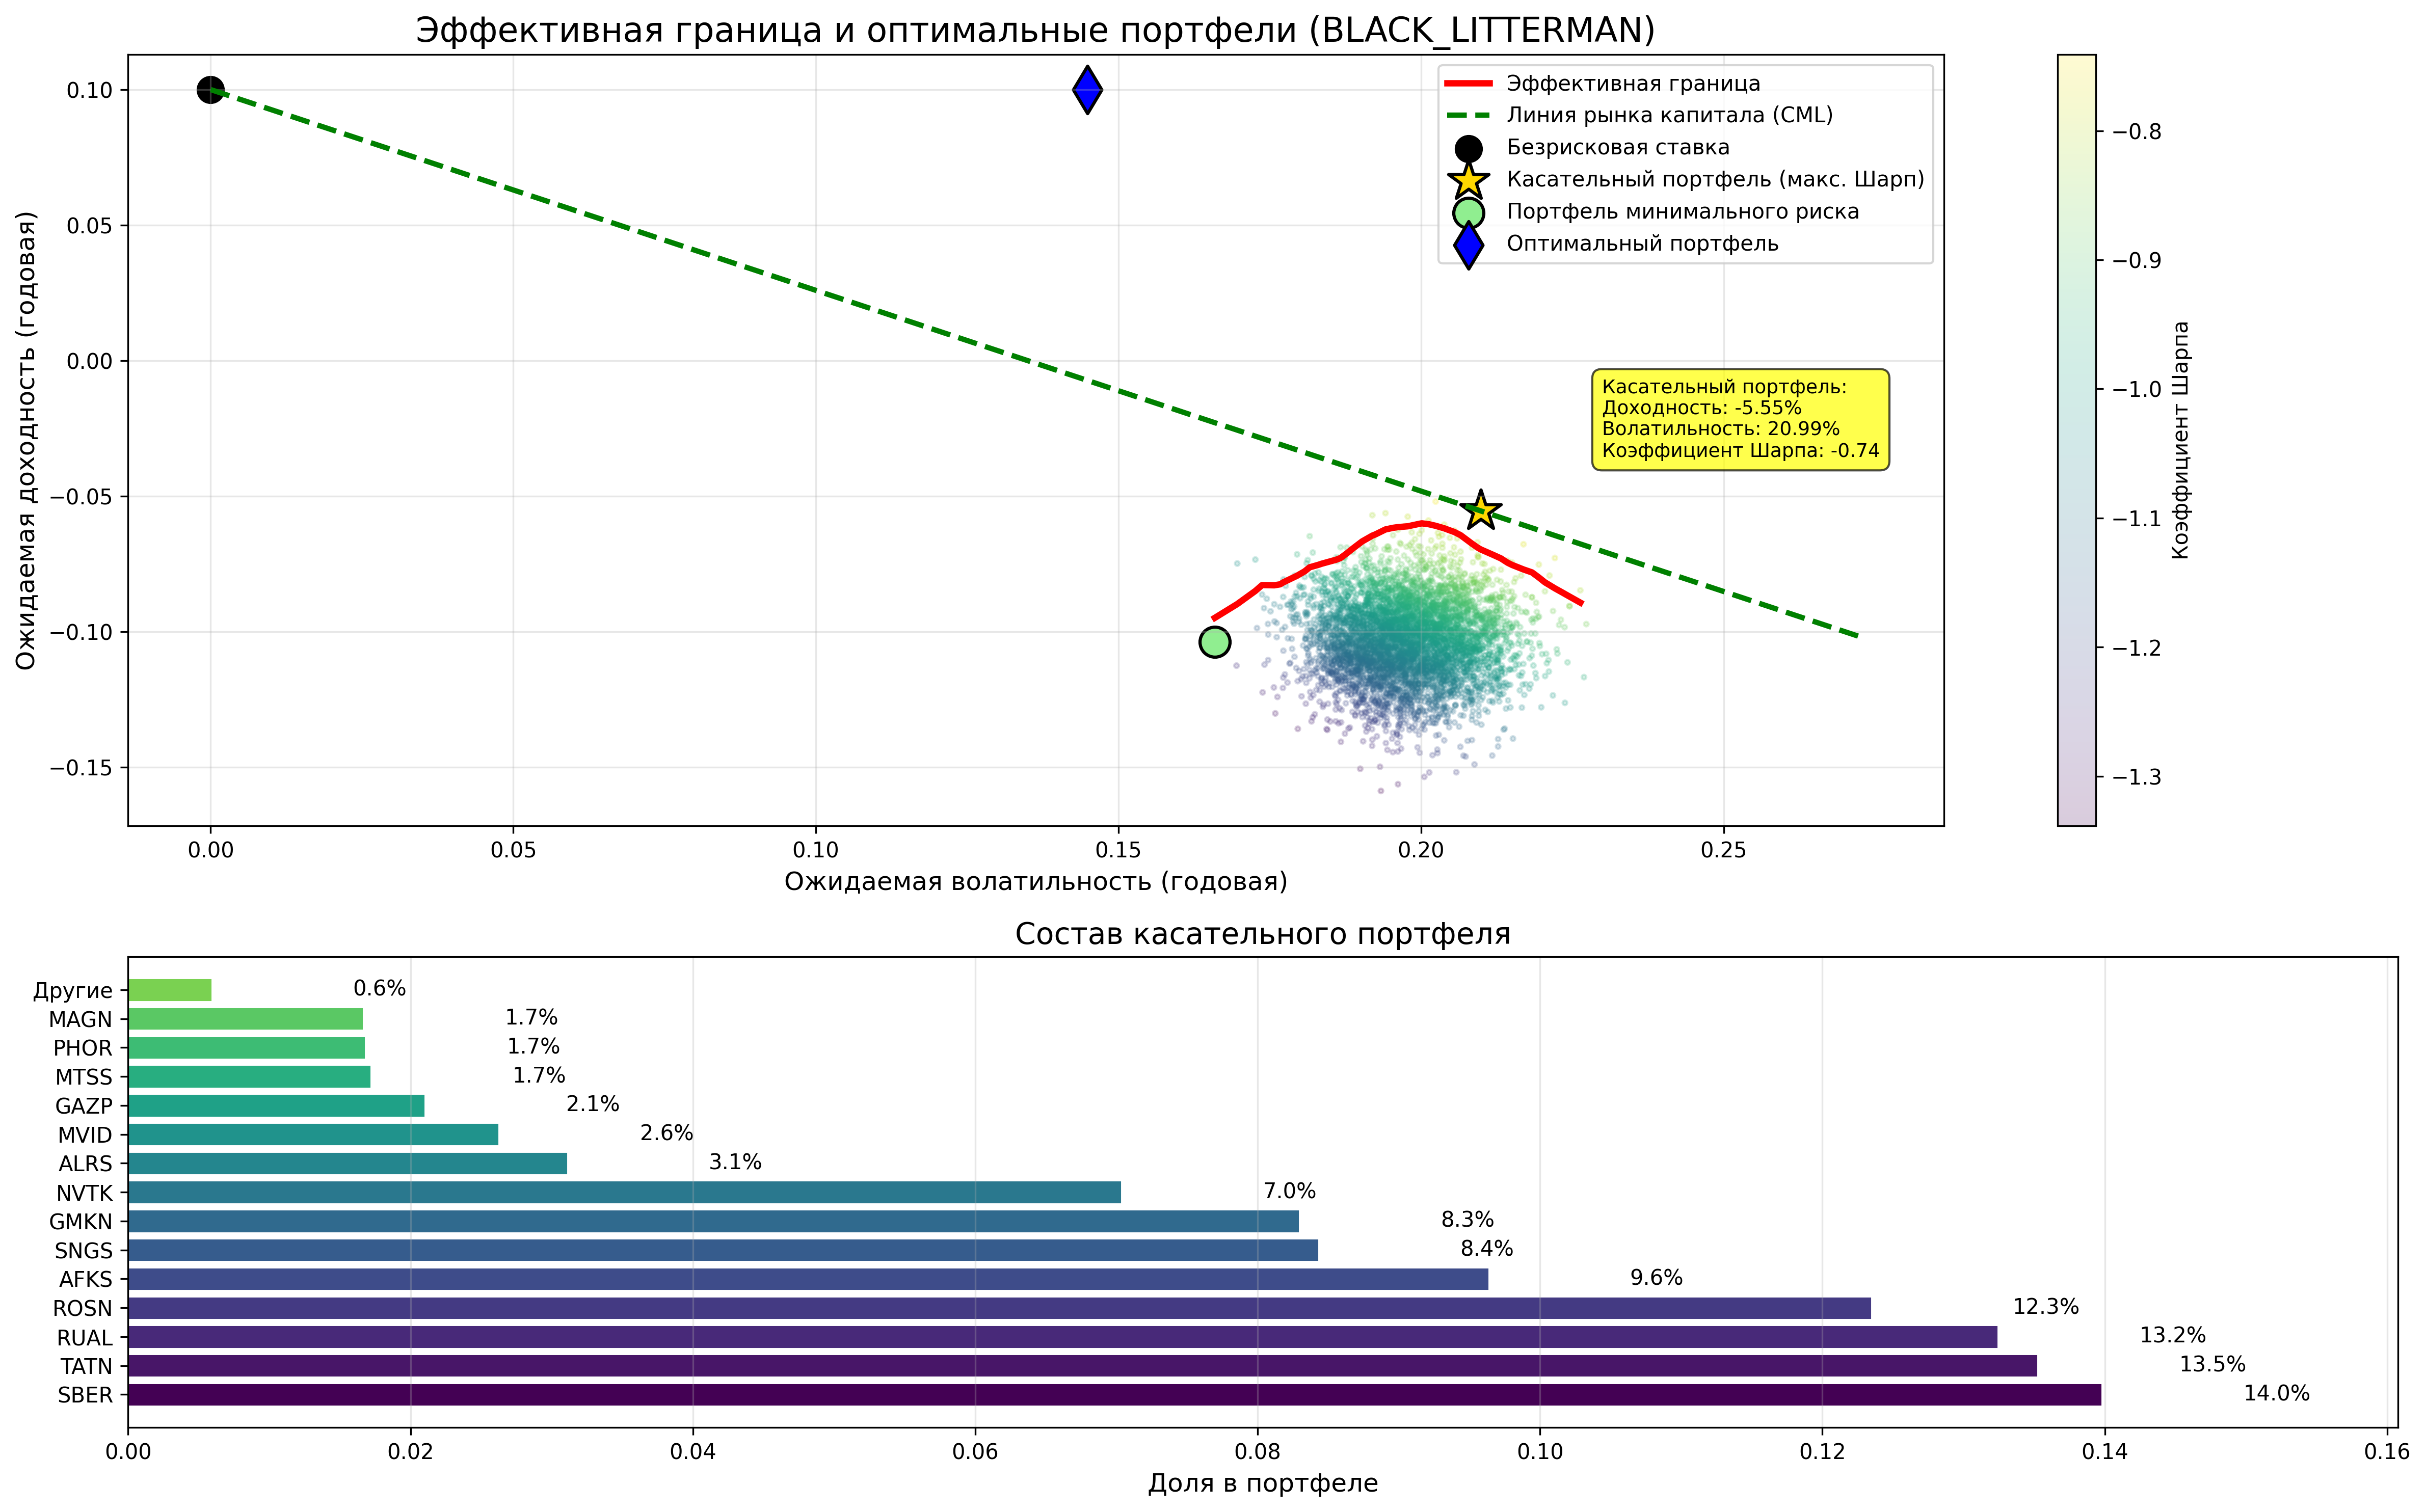 Эффективная граница и оптимальные портфели (BLACK_LITTERMAN)
Ожидаемая доходность (годовая)
0.10
0.05
0.00
−0.05
−0.10
−0.15
Эффективная граница
Линия рынка капитала (CML)
Безрисковая ставка
Касательный портфель (макс. Шарп)
Портфель минимального риска
Оптимальный портфель
Касательный портфель:
Доходность: -5.55%
Волатильность: 20.99%
Коэффициент Шарпа: -0.74
0.00
0.05
0.10
0.15
0.20
0.25
Ожидаемая волатильность (годовая)
−0.8
−0.9
−1.0
−1.1
−1.2
−1.3
Коэффициент Шарпа
Состав касательного портфеля
Другие 0.6%
MAGN 1.7%
PHOR 1.7%
MTSS 1.7%
GAZP 2.1%
MVID 2.6%
ALRS 3.1%
NVTK 7.0%
GMKN 8.3%
SNGS 8.4%
AFKS 9.6%
ROSN 12.3%
RUAL 13.2%
TATN 13.5%
SBER 14.0%
0.00
0.02
0.04
0.06
0.08
0.10
0.12
0.14
0.16
Доля в портфеле